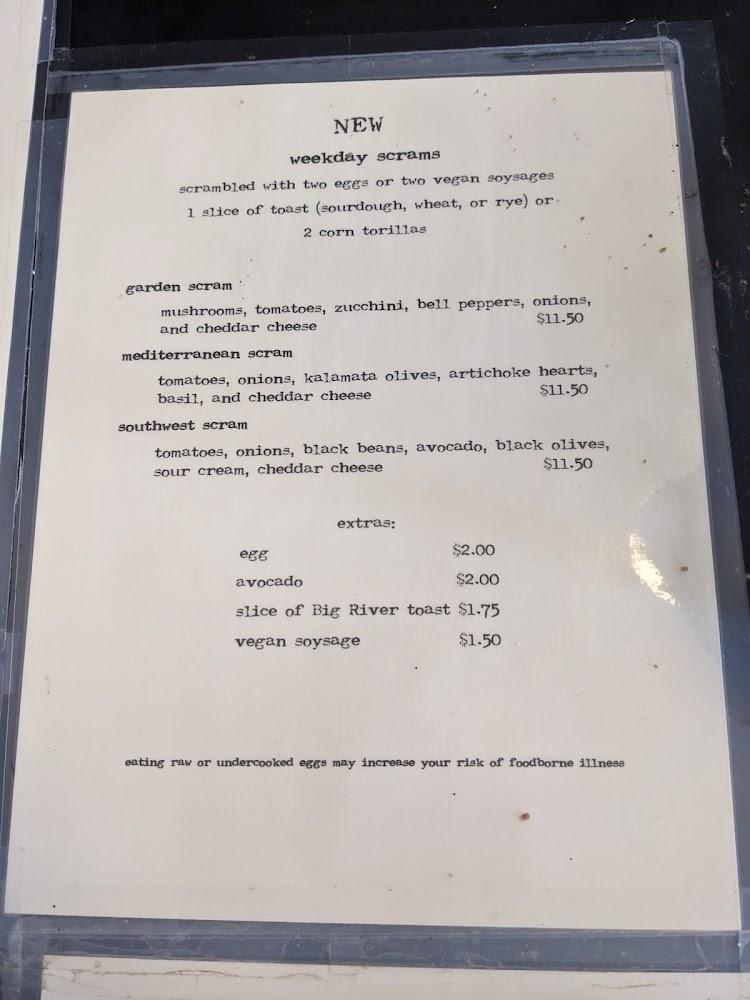 NEW
weekday scrams
scrambled with two eggs or two vegan soysages
1 slice of toast (sourdough, wheat, or rye) or
2 corn torillas
garden scram
mushrooms, tomatoes, zucchini, bell peppers, onions,
and cheddar cheese $11.50
mediterranean scram
tomatoes, onions, kalamata olives, artichoke hearts,
basil, and cheddar cheese $11.50
southwest scram
tomatoes, onions, black beans, avocado, black olives,
sour cream, cheddar cheese $11.50
extras:
egg $2.00
avocado $2.00
slice of Big River toast $1.75
vegan soysage $1.50
eating raw or undercooked eggs may increase your risk of foodborne illness